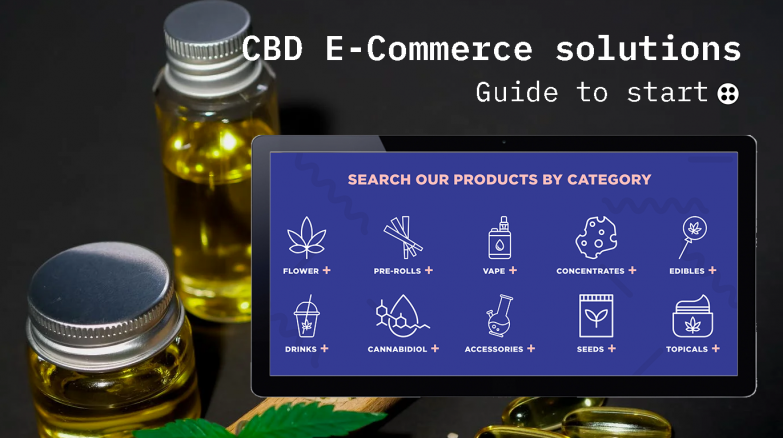 CBD E-Commerce solutions
Guide to start
SEARCH OUR PRODUCTS BY CATEGORY
FLOWER + PRE-ROLLS + VAPE + CONCENTRATES + EDIBLES +
DRINKS + CANNABIDIOL + ACCESSORIES + SEEDS + TOPICALS +